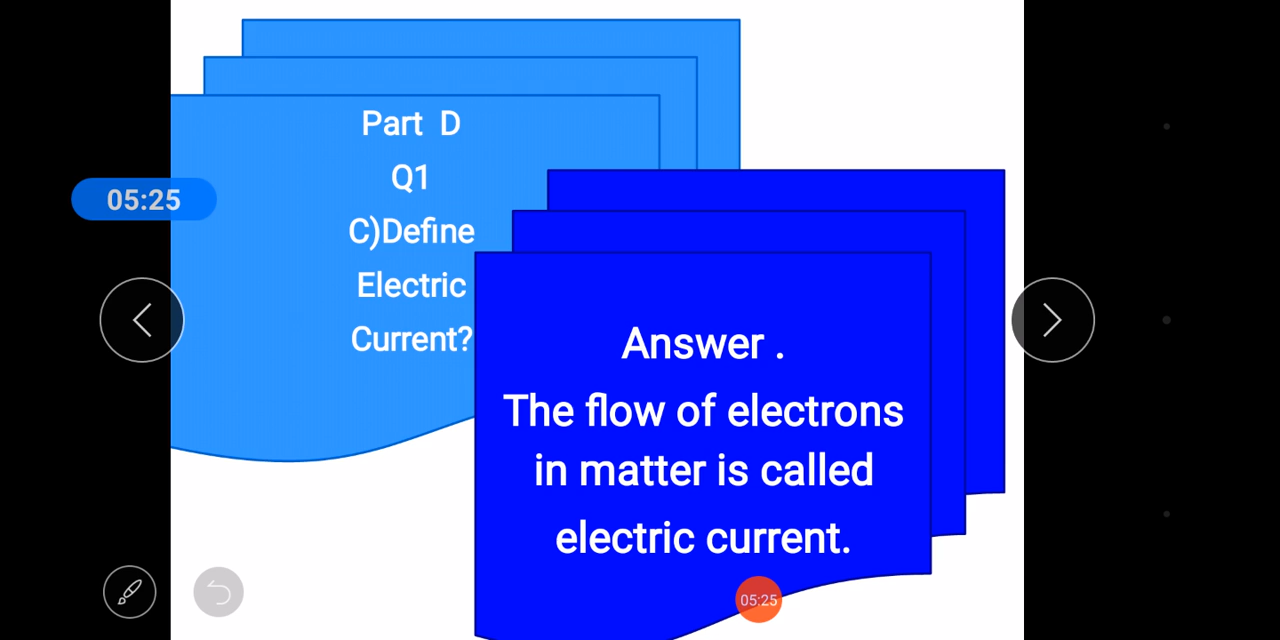 Part D
Q1
C)Define
Electric
Current?
05:25
Answer .
The flow of electrons
in matter is called
electric current.
05:25